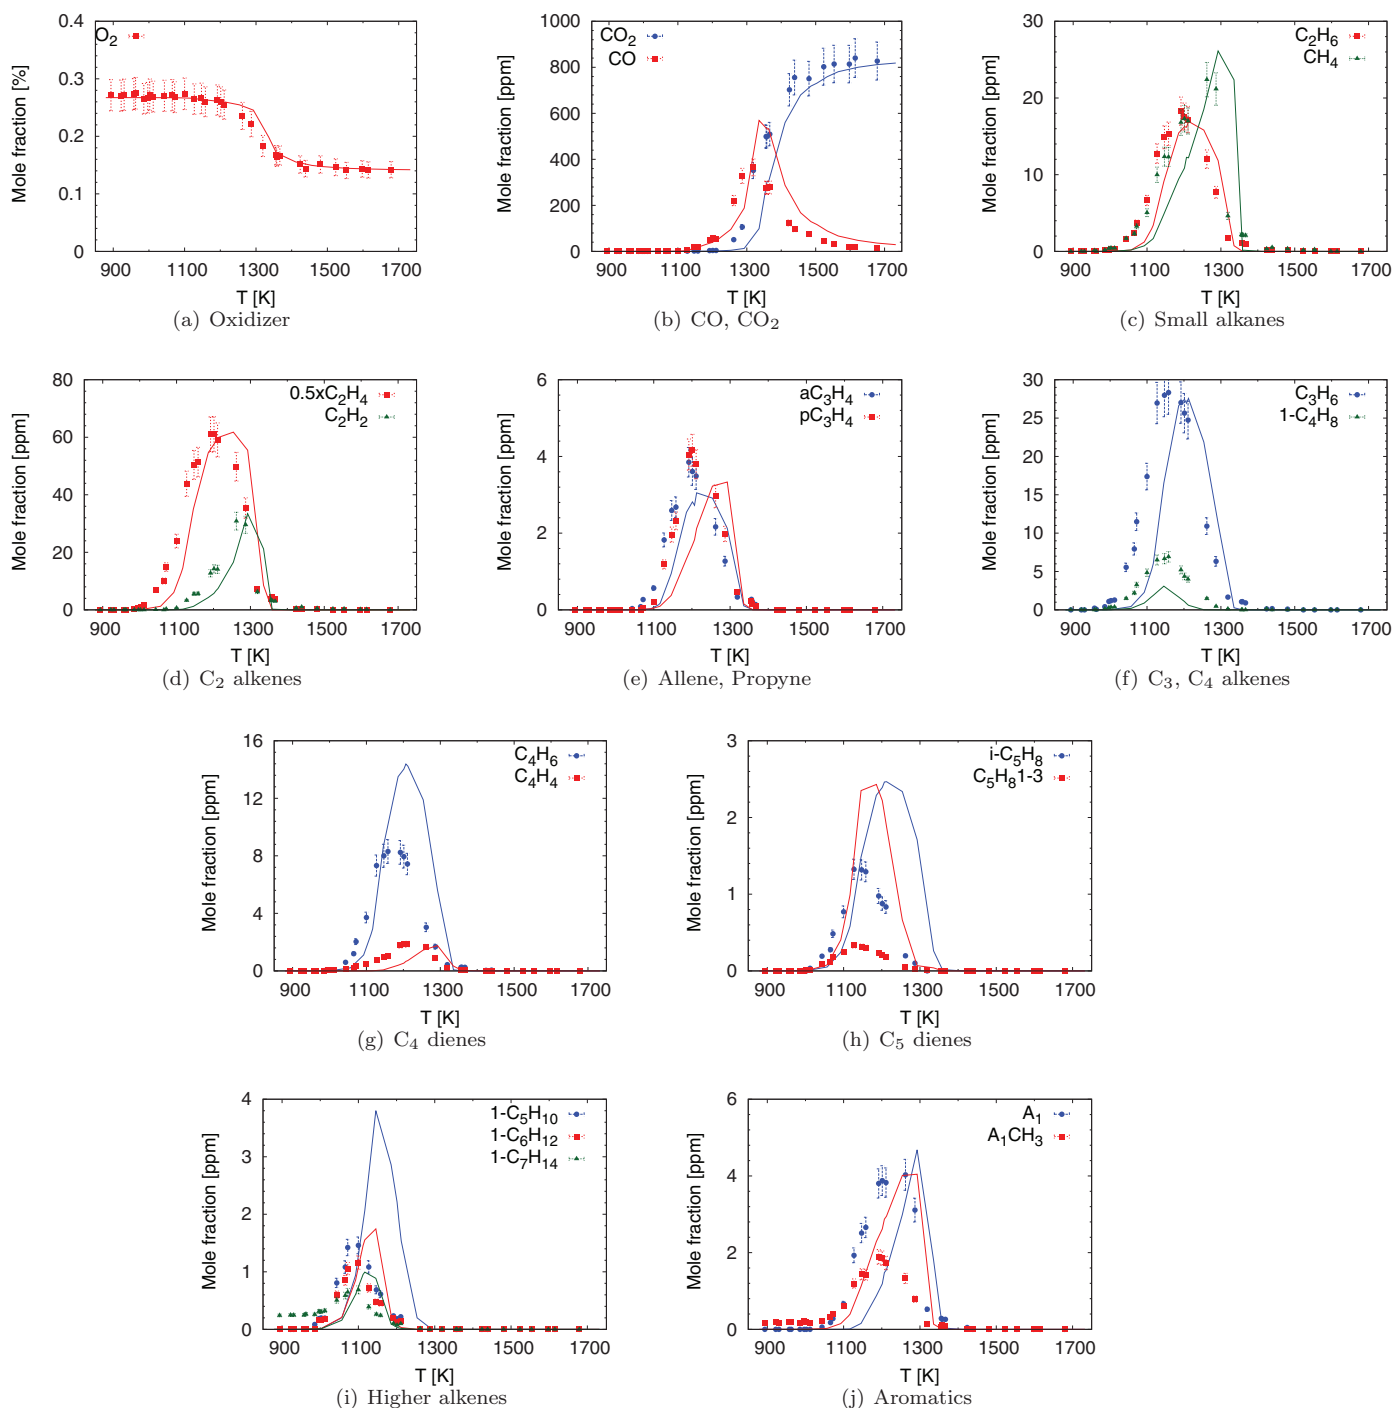 0.4
0.3
0.2
0.1
0
Mole fraction [%]
O2
900 1100 1300 1500 1700
T [K]
(a) Oxidizer
1000
800
600
400
200
0
Mole fraction [ppm]
CO2
CO
900 1100 1300 1500 1700
T [K]
(b) CO, CO2
30
20
10
0
Mole fraction [ppm]
C2H6
CH4
900 1100 1300 1500 1700
T [K]
(c) Small alkanes
80
60
40
20
0
Mole fraction [ppm]
0.5xC2H4
C2H2
900 1100 1300 1500 1700
T [K]
(d) C2 alkenes
6
4
2
0
Mole fraction [ppm]
aC3H4
pC3H4
900 1100 1300 1500 1700
T [K]
(e) Allene, Propyne
30
25
20
15
10
5
0
Mole fraction [ppm]
C3H6
1-C4H8
900 1100 1300 1500 1700
T [K]
(f) C3, C4 alkenes
16
12
8
4
0
Mole fraction [ppm]
C4H6
C4H4
900 1100 1300 1500 1700
T [K]
(g) C4 dienes
3
2
1
0
Mole fraction [ppm]
i-C5H8
C5H81-3
900 1100 1300 1500 1700
T [K]
(h) C5 dienes
4
3
2
1
0
Mole fraction [ppm]
1-C5H10
1-C6H12
1-C7H14
900 1100 1300 1500 1700
T [K]
(i) Higher alkenes
6
4
2
0
Mole fraction [ppm]
A1
A1CH3
900 1100 1300 1500 1700
T [K]
(j) Aromatics